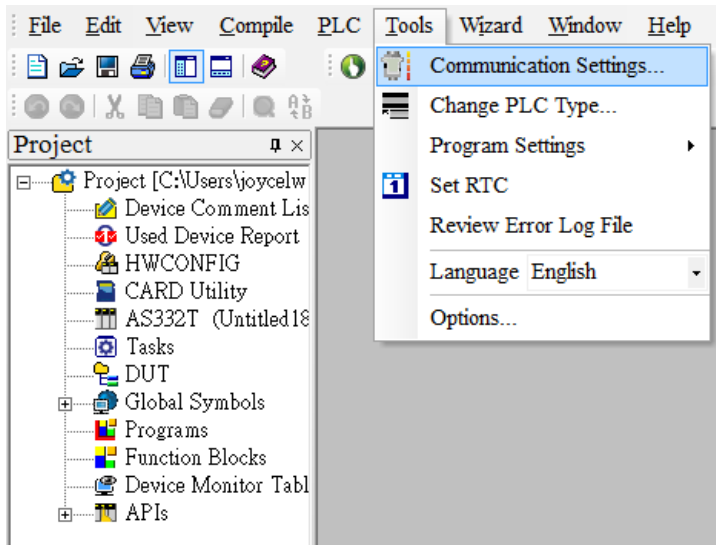 File Edit View Compile PLC Tools Wizard Window Help
Communication Settings...
Change PLC Type...
Program Settings
1 Set RTC
Review Error Log File
Language English
Options...
Project
Project [C:\Users\joycelw
Device Comment Lis
Used Device Report
HWCONFIG
CARD Utility
AS332T (Untitled18
Tasks
DUT
Global Symbols
Programs
Function Blocks
Device Monitor Tabl
APIs